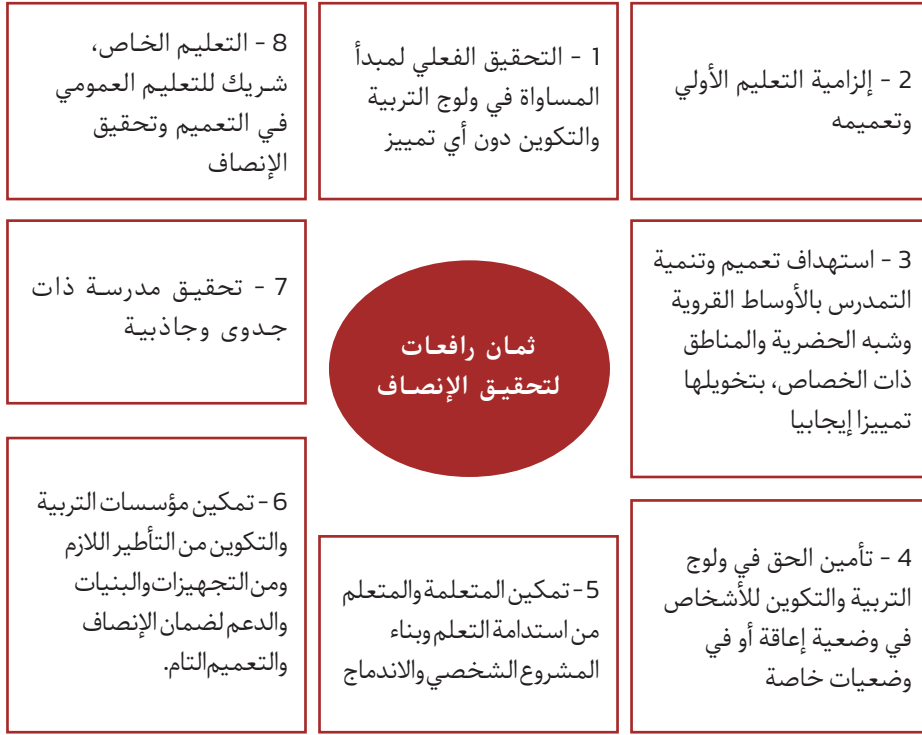 1 - التحقيق الفعلي لمبدأ
المساواة في ولوج التربية
والتكوين دون أي تمييز
2 - إلزامية التعليم الأولي
وتعميمه
3 - استهداف تعميم وتنمية
التمدرس بالأوساط القروية
وشبه الحضرية والمناطق
ذات الخصاص، بتخويلها
تمييزا إيجابيا
4 - تأمين الحق في ولوج
التربية والتكوين للأشخاص
في وضعية إعاقة أو في
وضعيات خاصة
5 - تمكين المتعلمة والمتعلم
من استدامة التعلم وبناء
المشروع الشخصي والاندماج
6 - تمكين مؤسسات التربية
والتكوين من التأطير اللازم
ومن التجهيزات والبنيات
والدعم لضمان الإنصاف
والتعميم التام.
7 - تحقيق مدرسة ذات
جدوى وجاذبية
8 - التعليم الخاص،
شريك للتعليم العمومي
في التعميم وتحقيق
الإنصاف
ثمان رافعات
لتحقيق الإنصاف